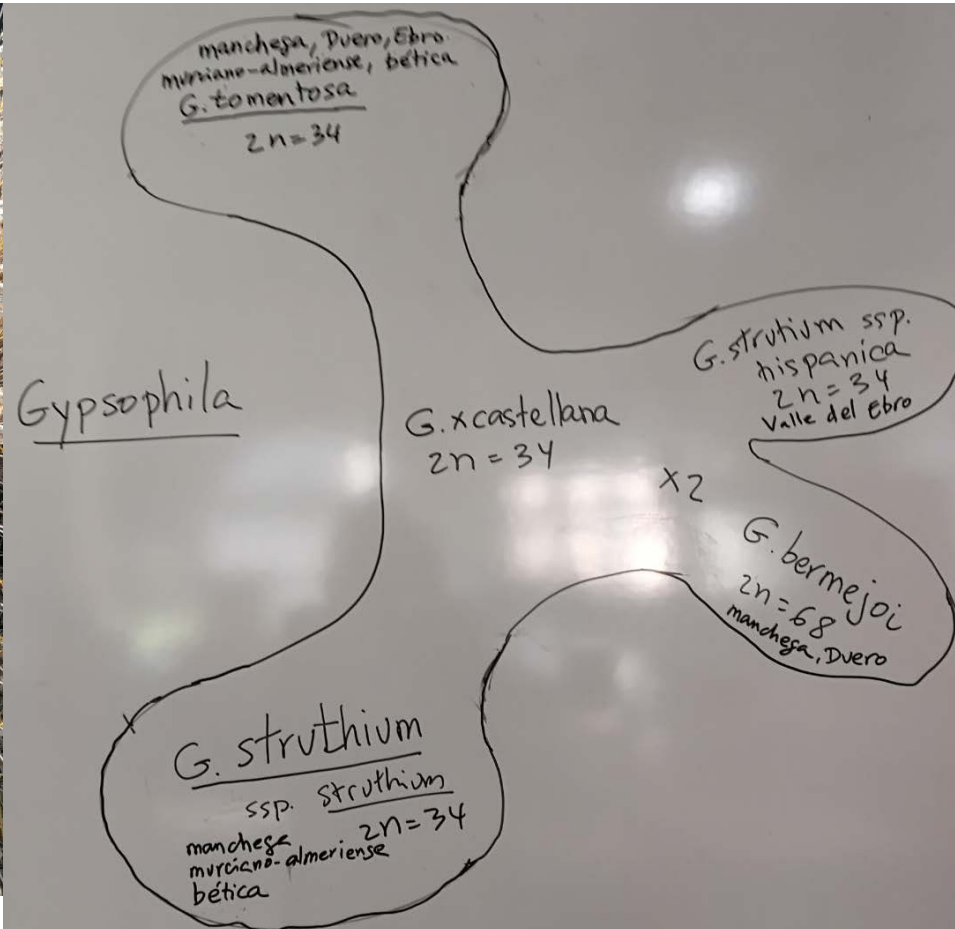 manchega, Duero, Ebro.
murciano-almeriense, bética
G. tomentosa
2n=34
Gypsophila
G. x castellana
2n=34
x2
G. strutium ssp.
hispanica
2n=34
Valle del Ebro
G. bermejoi
2n=68
manchega, Duero
G. struthium
ssp. struthium
2n=34
manchega
murciano-almeriense
bética